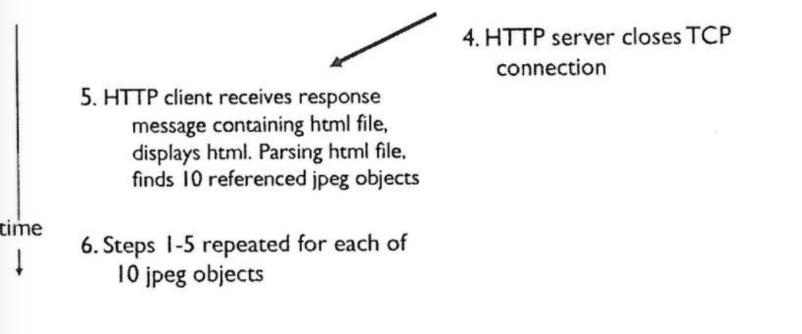 4. HTTP server closes TCP
connection
5. HTTP client receives response
message containing html file,
displays html. Parsing html file,
finds 10 referenced jpeg objects
time
6. Steps 1-5 repeated for each of
10 jpeg objects